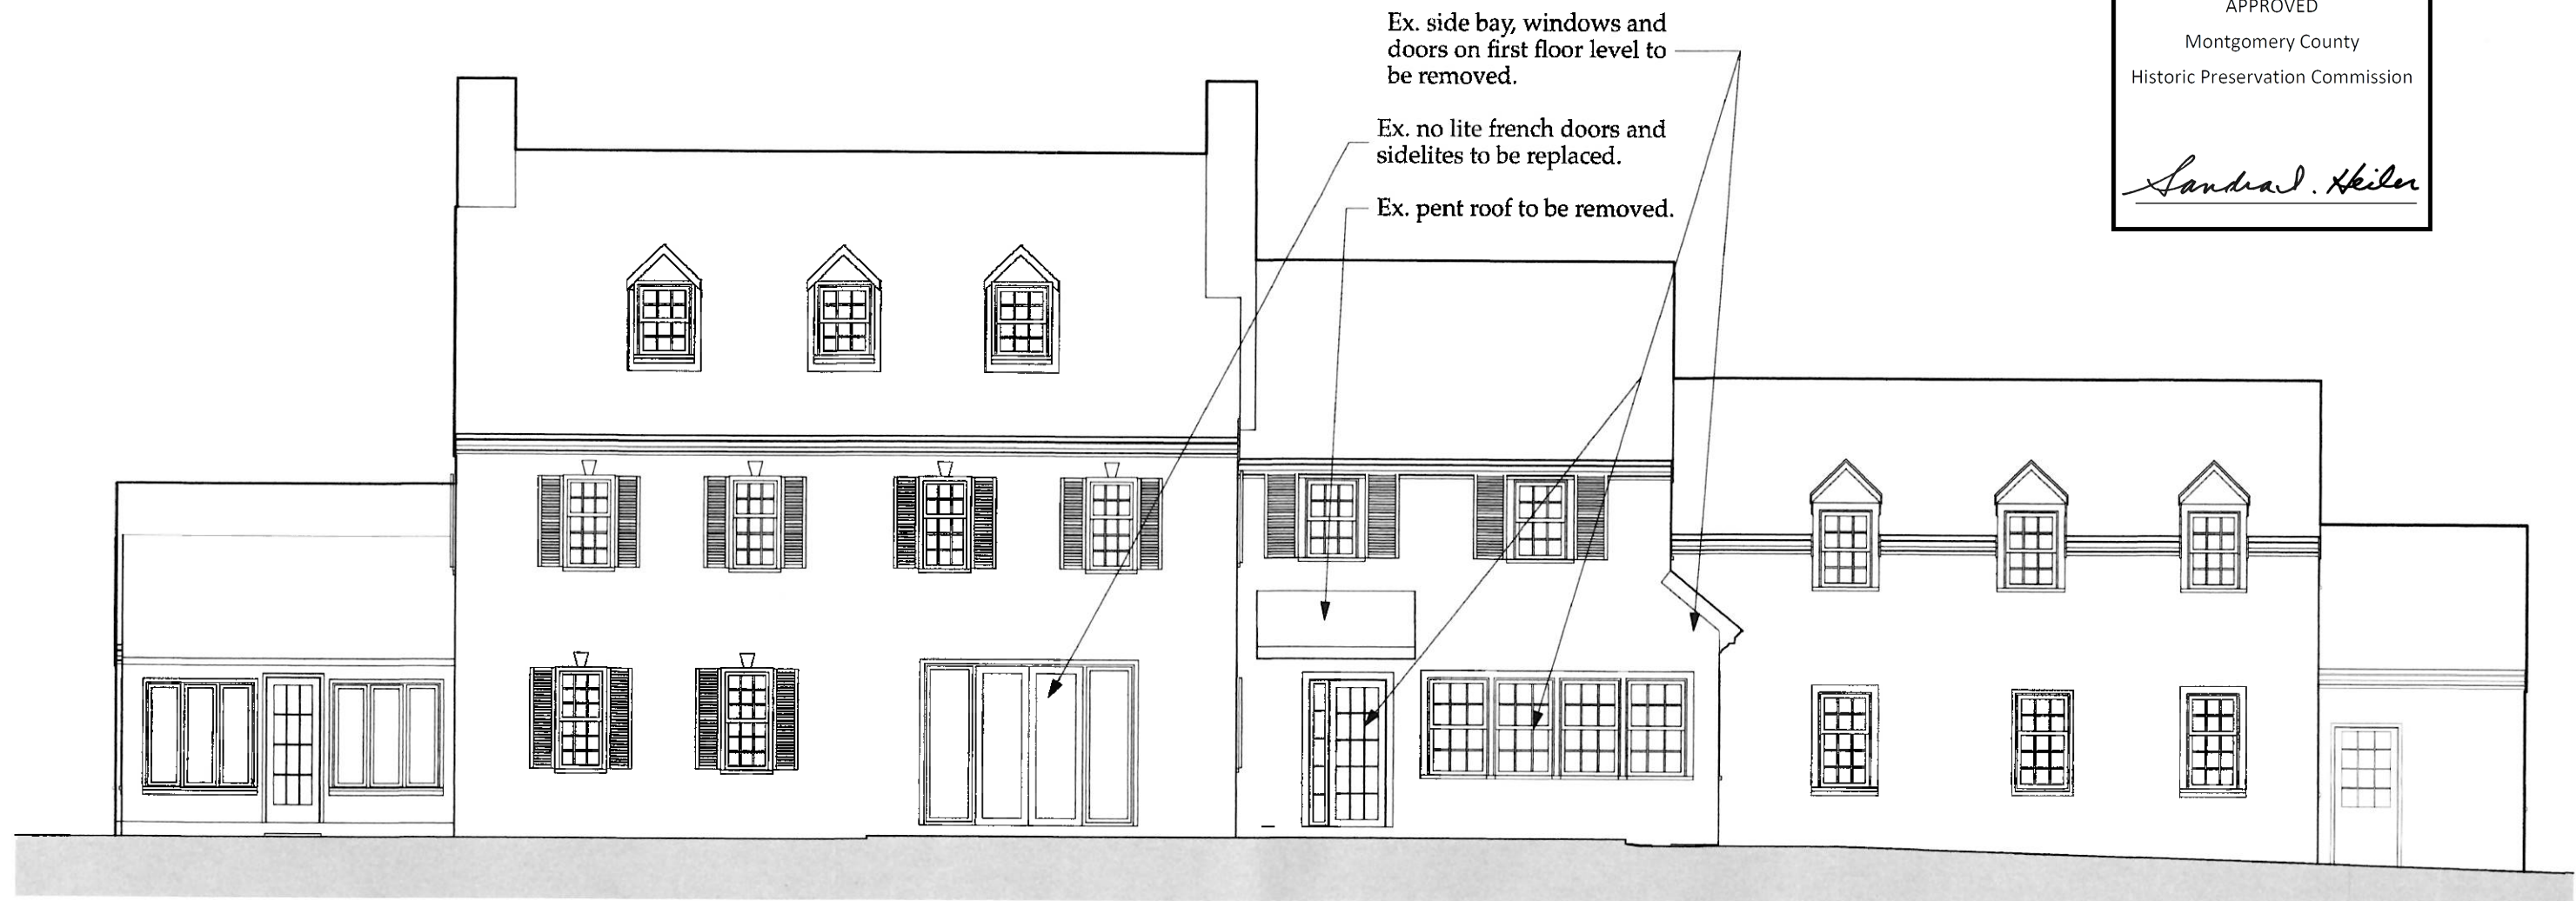 Ex. side bay, windows and
doors on first floor level to
be removed.
Ex. no lite french doors and
sidelites to be replaced.
Ex. pent roof to be removed.
APPROVED
Montgomery County
Historic Preservation Commission
Sandra I. Heiler